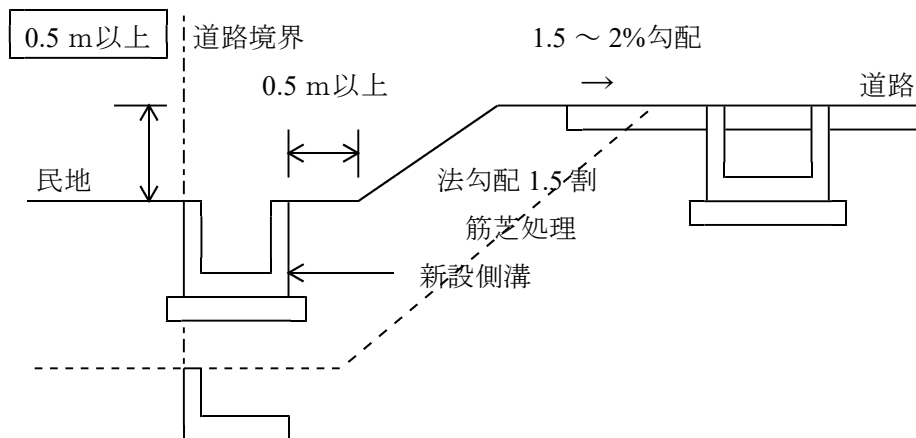 0.5 m以上
道路境界
1.5 ～ 2%勾配
0.5 m以上
→
道路
民地
法勾配 1.5 割
筋芝処理
新設側溝